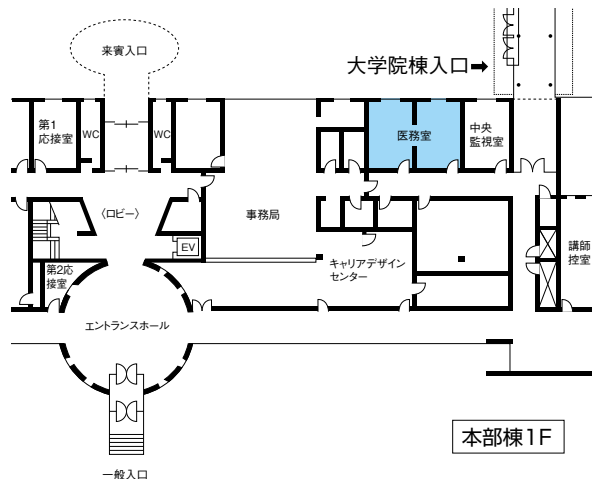 来賓入口
大学院棟入口➡
第1
応接室
WC
WC
医務室
中央
監視室
〈ロビー〉
事務局
EV
第2応
接室
キャリアデザイン
センター
講師
控室
エントランスホール
本部棟1F
一般入口